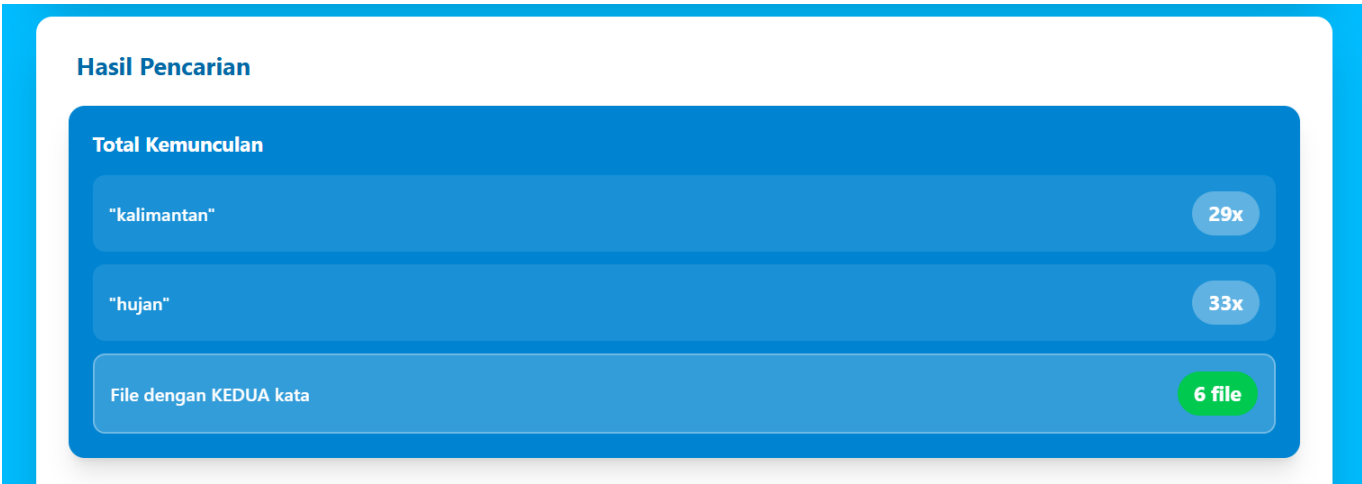 Hasil Pencarian
Total Kemunculan
"kalimantan" 29x
"hujan" 33x
File dengan KEDUA kata 6 file